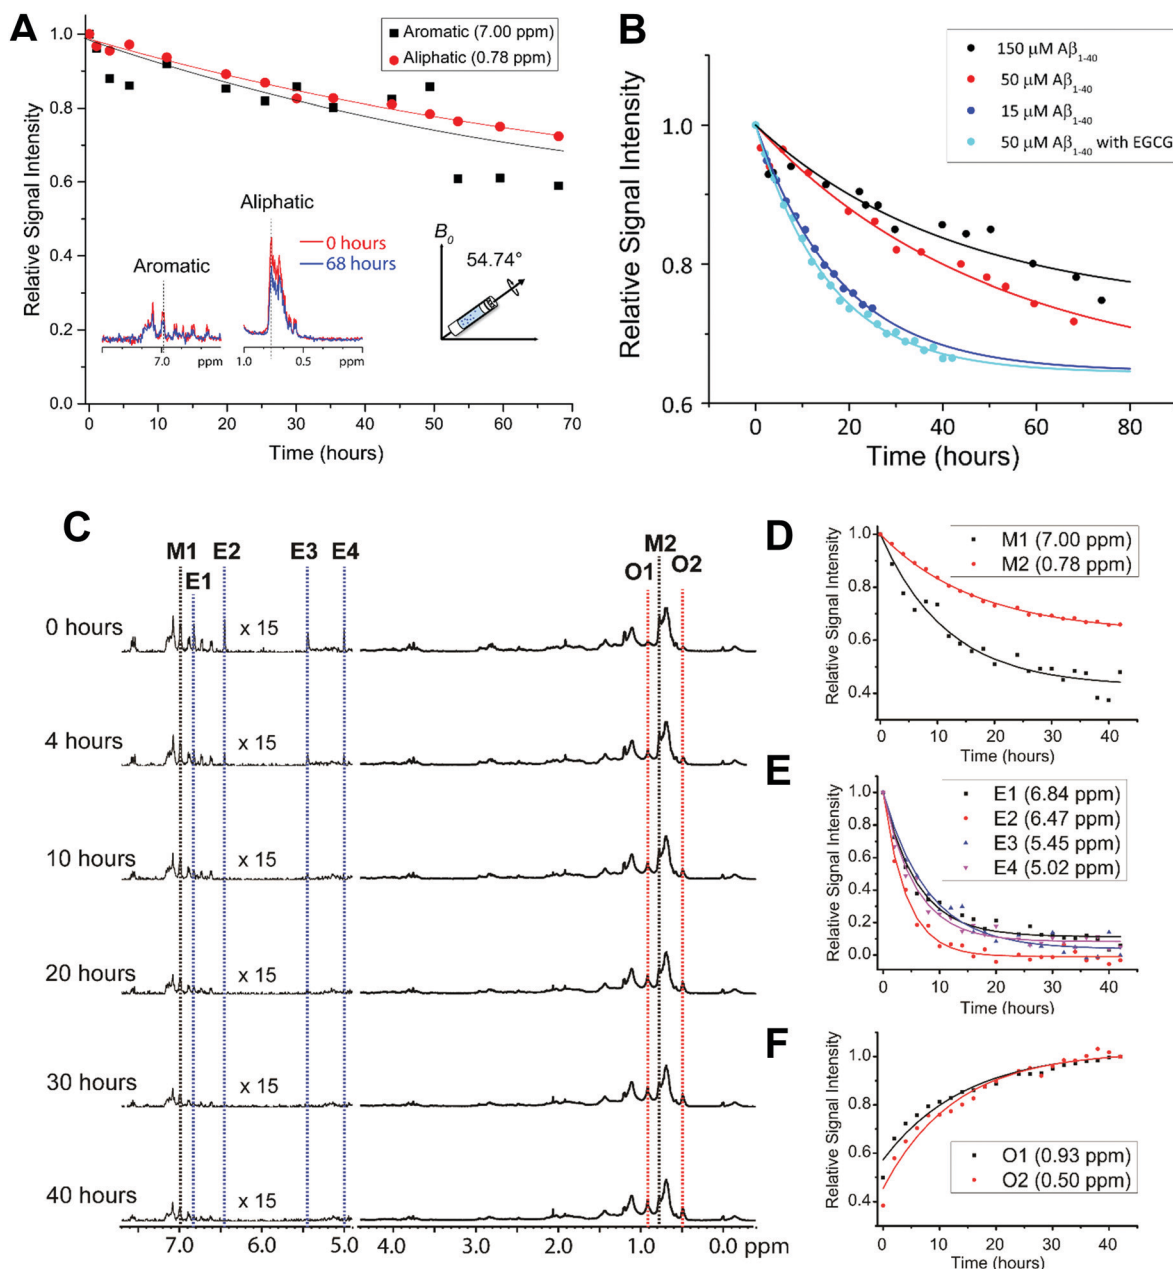 A
Aromatic (7.00 ppm)
Aliphatic (0.78 ppm)
Relative Signal Intensity
1.0
0.8
0.6
0.4
0.2
0.0
Aliphatic
0 hours
68 hours
Aromatic
7.0
ppm
1.0
0.5
ppm
B₀
54.74°
0 10 20 30 40 50 60 70
Time (hours)
B
150 µM Aβ₁₋₄₀
50 µM Aβ₁₋₄₀
15 µM Aβ₁₋₄₀
50 µM Aβ₁₋₄₀ with EGCG
Relative Signal Intensity
1.0
0.8
0.6
0 20 40 60 80
Time (hours)
C
M1 E2 E3 E4 M2
E1 O1 O2
0 hours
x 15
4 hours
x 15
10 hours
x 15
20 hours
x 15
30 hours
x 15
40 hours
x 15
7.0 6.0 5.0 4.0 3.0 2.0 1.0 0.0 ppm
D
M1 (7.00 ppm)
M2 (0.78 ppm)
Relative Signal Intensity
1.0
0.8
0.6
0.4
0 10 20 30 40
Time (hours)
E
E1 (6.84 ppm)
E2 (6.47 ppm)
E3 (5.45 ppm)
E4 (5.02 ppm)
Relative Signal Intensity
1.0
0.8
0.6
0.4
0.2
0.0
0 10 20 30 40
Time (hours)
F
O1 (0.93 ppm)
O2 (0.50 ppm)
Relative Signal Intensity
1.0
0.8
0.6
0.4
0 10 20 30 40
Time (hours)